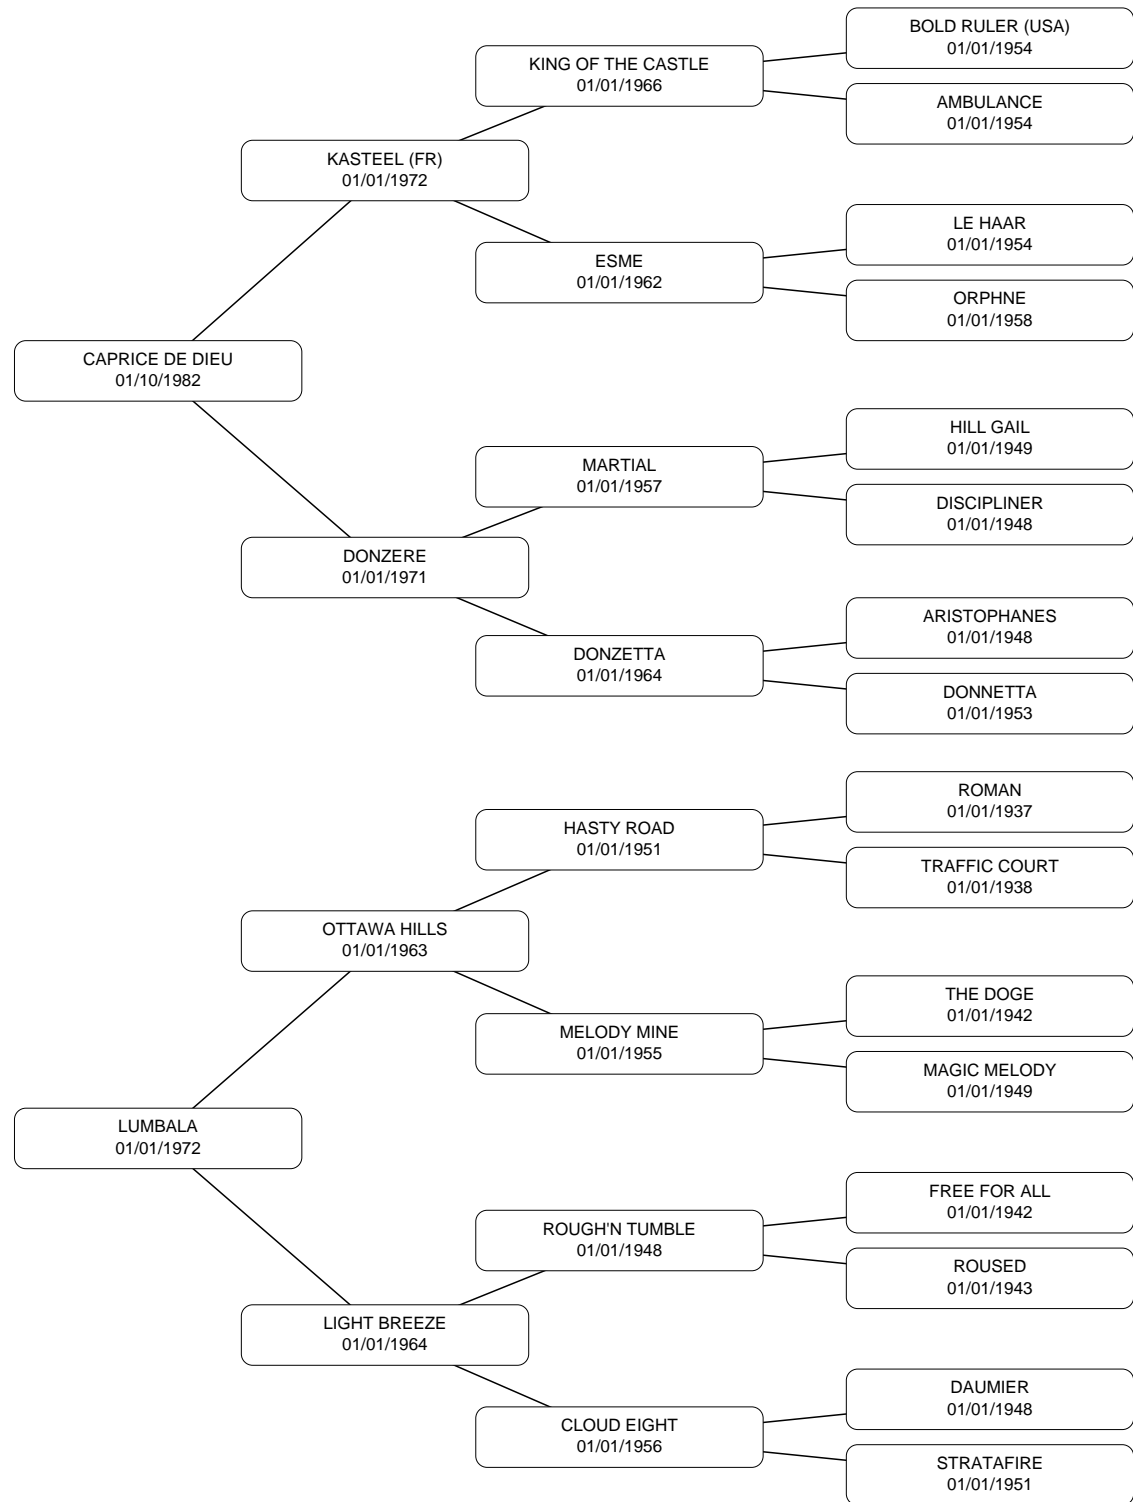 BOLD RULER (USA)
01/01/1954
KING OF THE CASTLE
01/01/1966
AMBULANCE
01/01/1954
KASTEEL (FR)
01/01/1972
LE HAAR
01/01/1954
ESME
01/01/1962
ORPHNE
01/01/1958
CAPRICE DE DIEU
01/10/1982
HILL GAIL
01/01/1949
MARTIAL
01/01/1957
DISCIPLINER
01/01/1948
DONZERE
01/01/1971
ARISTOPHANES
01/01/1948
DONZETTA
01/01/1964
DONNETTA
01/01/1953
ROMAN
01/01/1937
HASTY ROAD
01/01/1951
TRAFFIC COURT
01/01/1938
OTTAWA HILLS
01/01/1963
THE DOGE
01/01/1942
MELODY MINE
01/01/1955
MAGIC MELODY
01/01/1949
LUMBALA
01/01/1972
FREE FOR ALL
01/01/1942
ROUGH'N TUMBLE
01/01/1948
ROUSED
01/01/1943
LIGHT BREEZE
01/01/1964
DAUMIER
01/01/1948
CLOUD EIGHT
01/01/1956
STRATAFIRE
01/01/1951